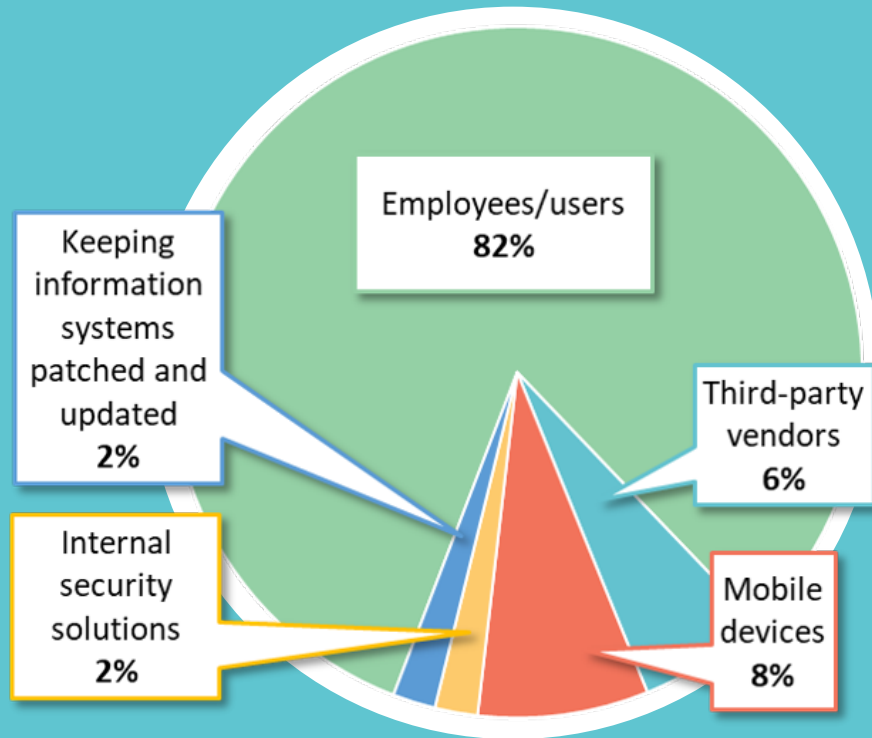 Employees/users
82%
Keeping
information
systems
patched and
updated
2%
Third-party
vendors
6%
Internal
security
solutions
2%
Mobile
devices
8%